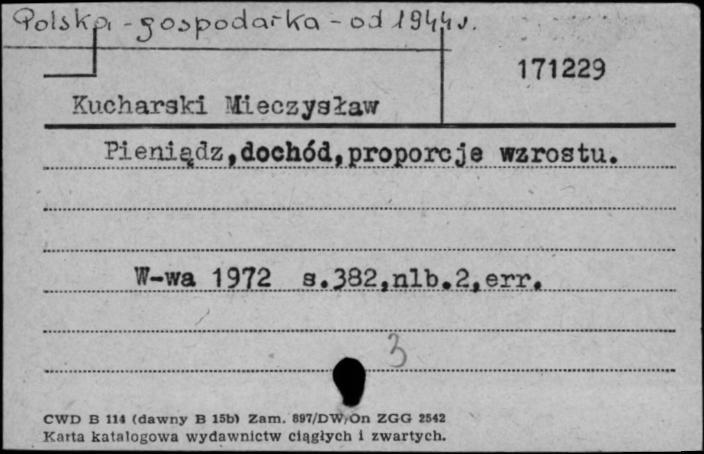 Polska - gospodarka - od 1944 r.
171229
Kucharski Mieczysław
Pieniądz,dochód,proporcje wzrostu.
W-wa 1972 s.382,nlb.2,err.
3
CWD B 114 (dawny B 15b) Zam. 897/DW/On ZGG 2542
Karta katalogowa wydawnictw ciągłych i zwartych.